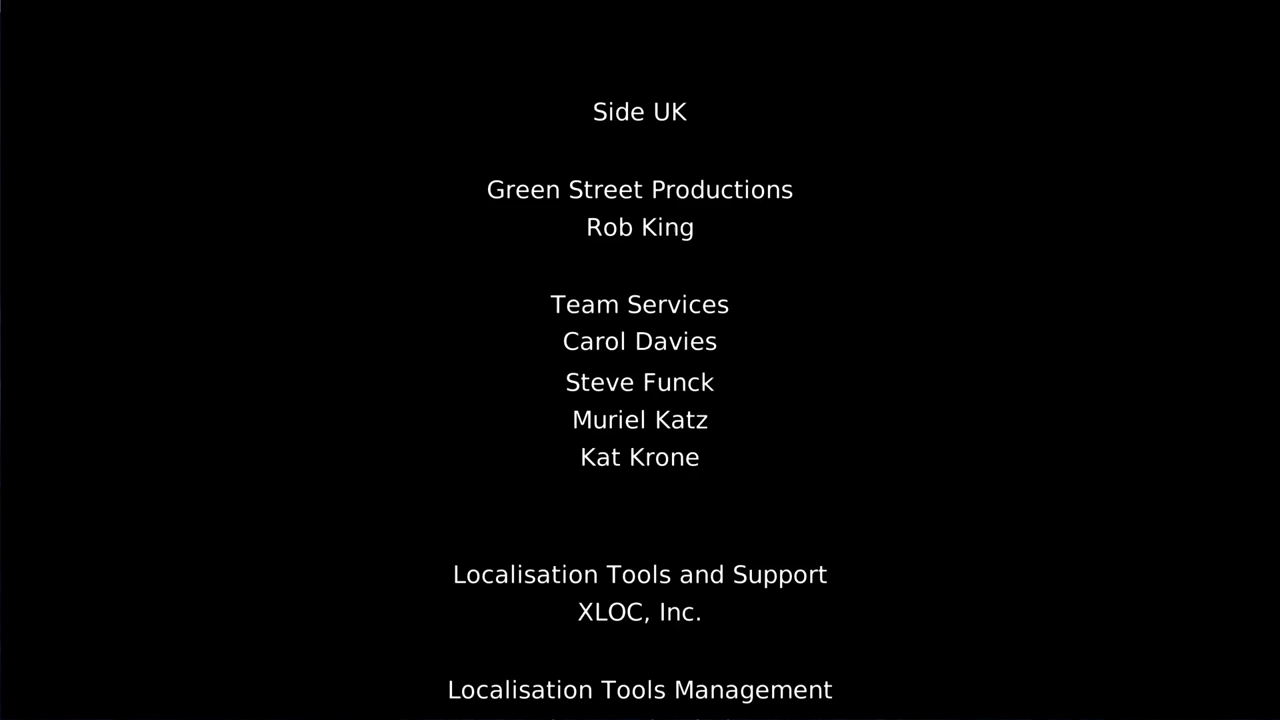 Side UK
Green Street Productions
Rob King
Team Services
Carol Davies
Steve Funck
Muriel Katz
Kat Krone
Localisation Tools and Support
XLOC, Inc.
Localisation Tools Management